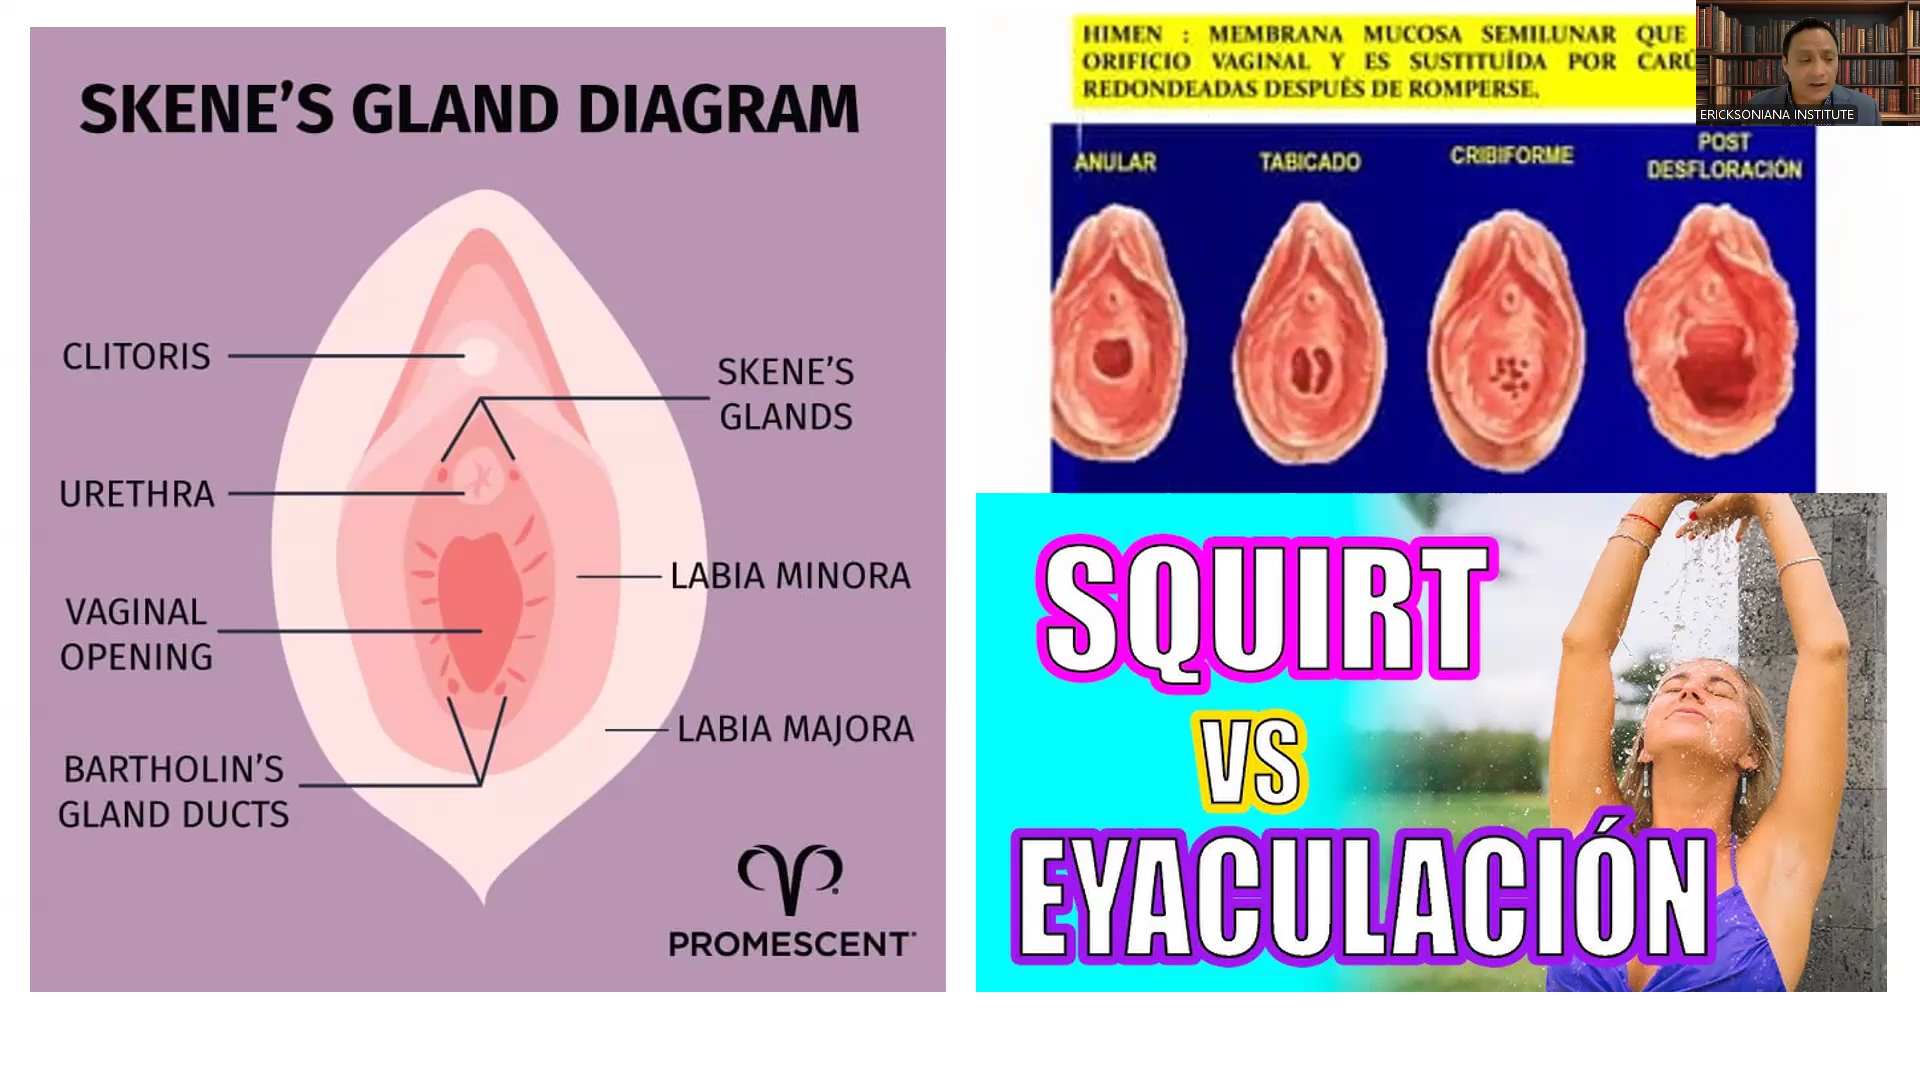 SKENE'S GLAND DIAGRAM
CLITORIS
SKENE'S
GLANDS
URETHRA
LABIA MINORA
VAGINAL
OPENING
LABIA MAJORA
BARTHOLIN'S
GLAND DUCTS
PROMESCENT
HIMEN : MEMBRANA MUCOSA SEMILUNAR QUE
ORIFICIO VAGINAL Y ES SUSTITUÍDA POR
REDONDEADAS DESPUÉS DE ROMPERSE.
ANULAR
TABICADO
CRIBIFORME
POST
DESFLORACIÓN
SQUIRT
VS
EYACULACIÓN
ERICKSONIANA INSTITUTE